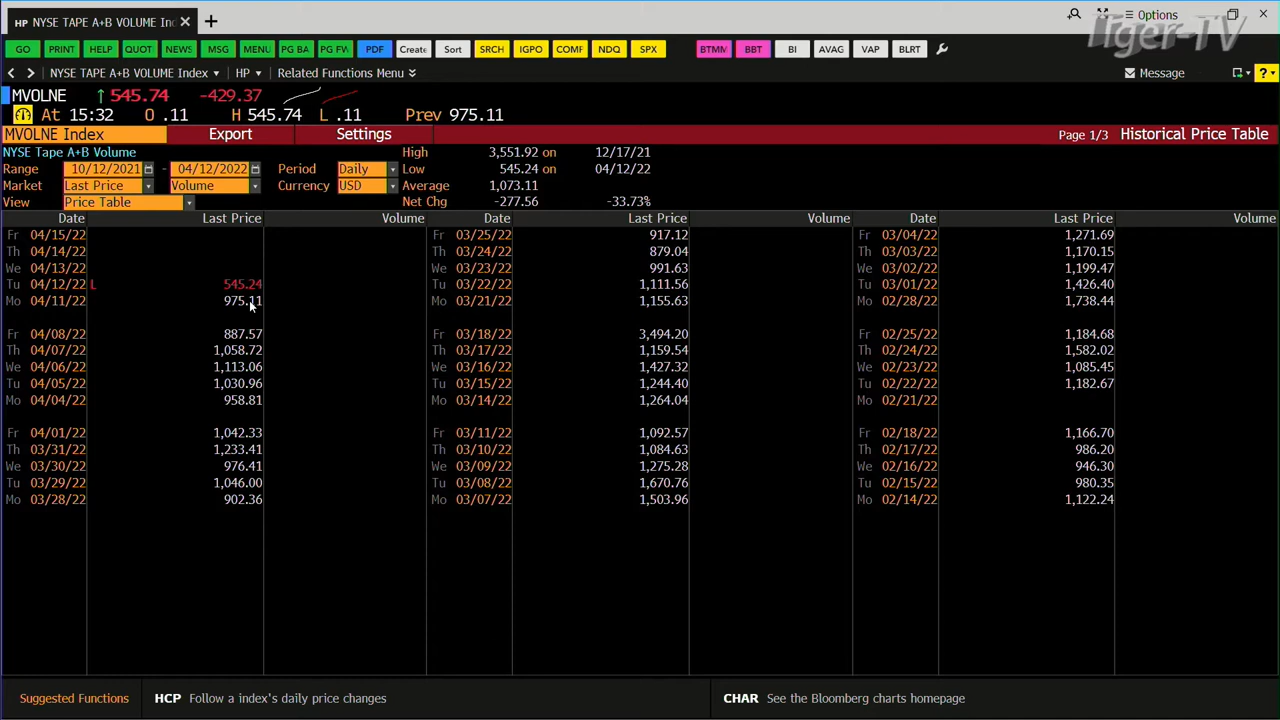 HP NYSE TAPE A+B VOLUME Ind × +
Options
Tiger-TV
GO PRINT HELP QUOT NEWS MSG MENU PG BA PG FW PDF Create Sort SRCH IGPO COMF NDQ SPX BTMM BBT BI AVAG VAP BLRT
NYSE TAPE A+B VOLUME Index HP Related Functions Menu Message ?
MVOLNE ↑ 545.74 -429.37
At 15:32 O .11 H 545.74 L .11 Prev 975.11
MVOLNE Index Export Settings Page 1/3 Historical Price Table
NYSE Tape A+B Volume High 3,551.92 on 12/17/21
Range 10/12/2021 - 04/12/2022 Period Daily Low 545.24 on 04/12/22
Market Last Price Volume Currency USD Average 1,073.11
View Price Table Net Chg -277.56 -33.73%
Date Last Price Volume Date Last Price Volume Date Last Price Volume
Fr 04/15/22 Fr 03/25/22 917.12 Fr 03/04/22 1,271.69
Th 04/14/22 Th 03/24/22 879.04 Th 03/03/22 1,170.15
We 04/13/22 We 03/23/22 991.63 We 03/02/22 1,199.47
Tu 04/12/22 L 545.24 Tu 03/22/22 1,111.56 Tu 03/01/22 1,426.40
Mo 04/11/22 975.11 Mo 03/21/22 1,155.63 Mo 02/28/22 1,738.44
Fr 04/08/22 887.57 Fr 03/18/22 3,494.20 Fr 02/25/22 1,184.68
Th 04/07/22 1,058.72 Th 03/17/22 1,159.54 Th 02/24/22 1,582.02
We 04/06/22 1,113.06 We 03/16/22 1,427.32 We 02/23/22 1,085.45
Tu 04/05/22 1,030.96 Tu 03/15/22 1,244.40 Tu 02/22/22 1,182.67
Mo 04/04/22 958.81 Mo 03/14/22 1,264.04 Mo 02/21/22
Fr 04/01/22 1,042.33 Fr 03/11/22 1,092.57 Fr 02/18/22 1,166.70
Th 03/31/22 1,233.41 Th 03/10/22 1,084.63 Th 02/17/22 986.20
We 03/30/22 976.41 We 03/09/22 1,275.28 We 02/16/22 946.30
Tu 03/29/22 1,046.00 Tu 03/08/22 1,670.76 Tu 02/15/22 980.35
Mo 03/28/22 902.36 Mo 03/07/22 1,503.96 Mo 02/14/22 1,122.24
Suggested Functions HCP Follow a index's daily price changes CHAR See the Bloomberg charts homepage